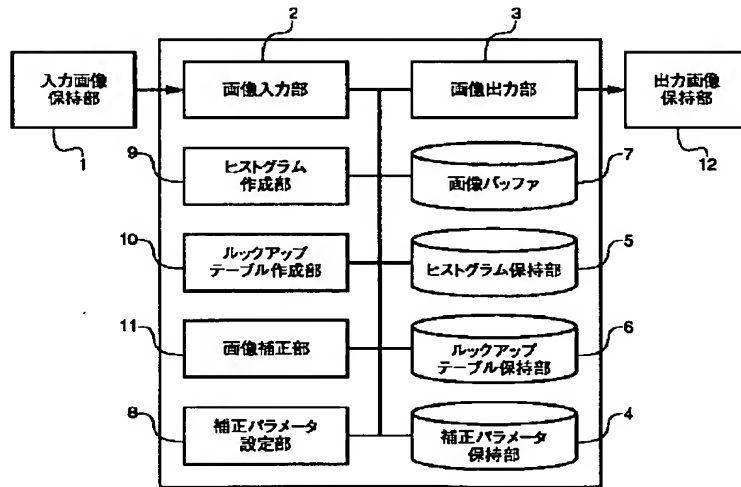 2
3
入力画像
保持部
画像入力部
画像出力部
出力画像
保持部
1
12
9
ヒストグラム
作成部
画像バッファ
7
10
ルックアップ
テーブル作成部
ヒストグラム保持部
5
11
画像補正部
ルックアップ
テーブル保持部
6
8
補正パラメータ
設定部
補正パラメータ
保持部
4